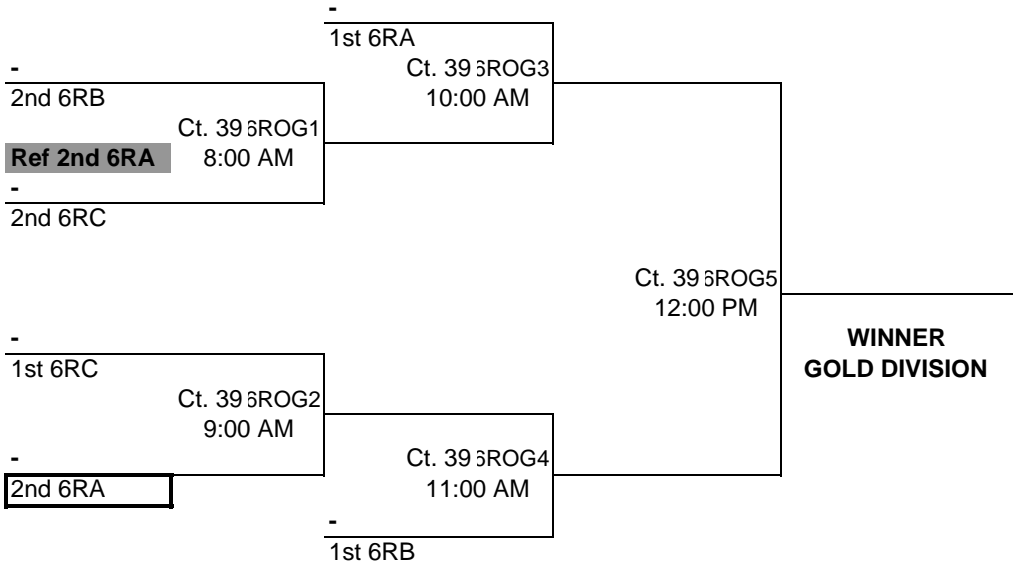 -
1st 6RA
-
Ct. 39 6ROG3
2nd 6RB
10:00 AM
Ct. 39 6ROG1
Ref 2nd 6RA
8:00 AM
-
2nd 6RC
Ct. 39 6ROG5
12:00 PM
-
WINNER
1st 6RC
GOLD DIVISION
Ct. 39 6ROG2
9:00 AM
-
Ct. 39 6ROG4
2nd 6RA
11:00 AM
-
1st 6RB